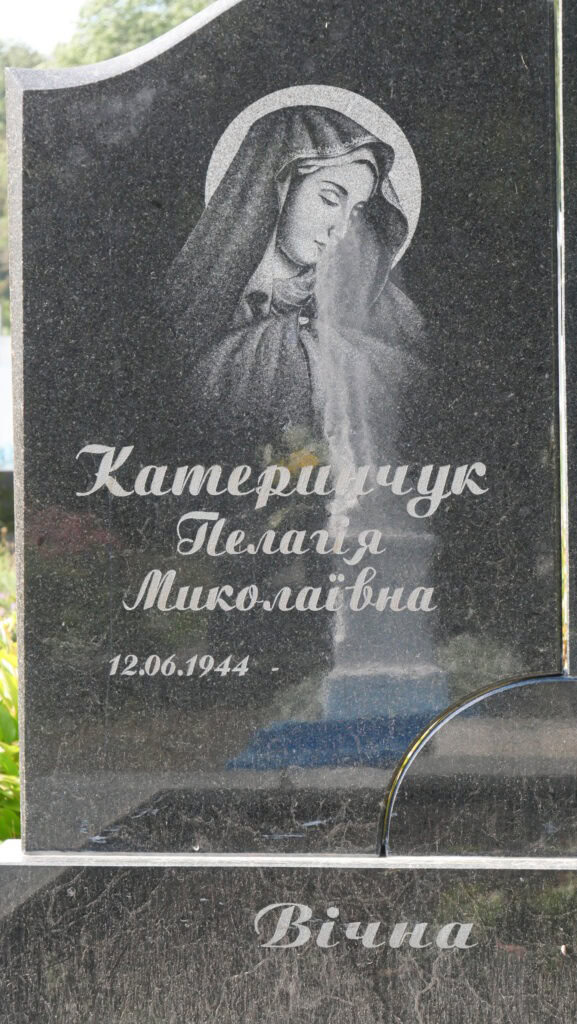 Катеринчук
Пелагія
Миколаївна
12.06.1944 -
Вічна